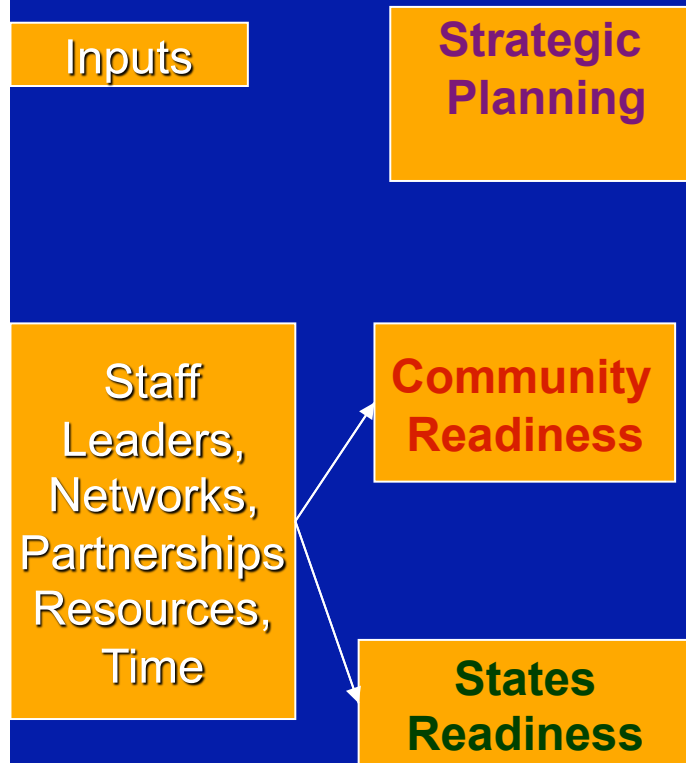 Inputs
Strategic
Planning
Staff
Leaders,
Networks,
Partnerships
Resources,
Time
Community
Readiness
States
Readiness